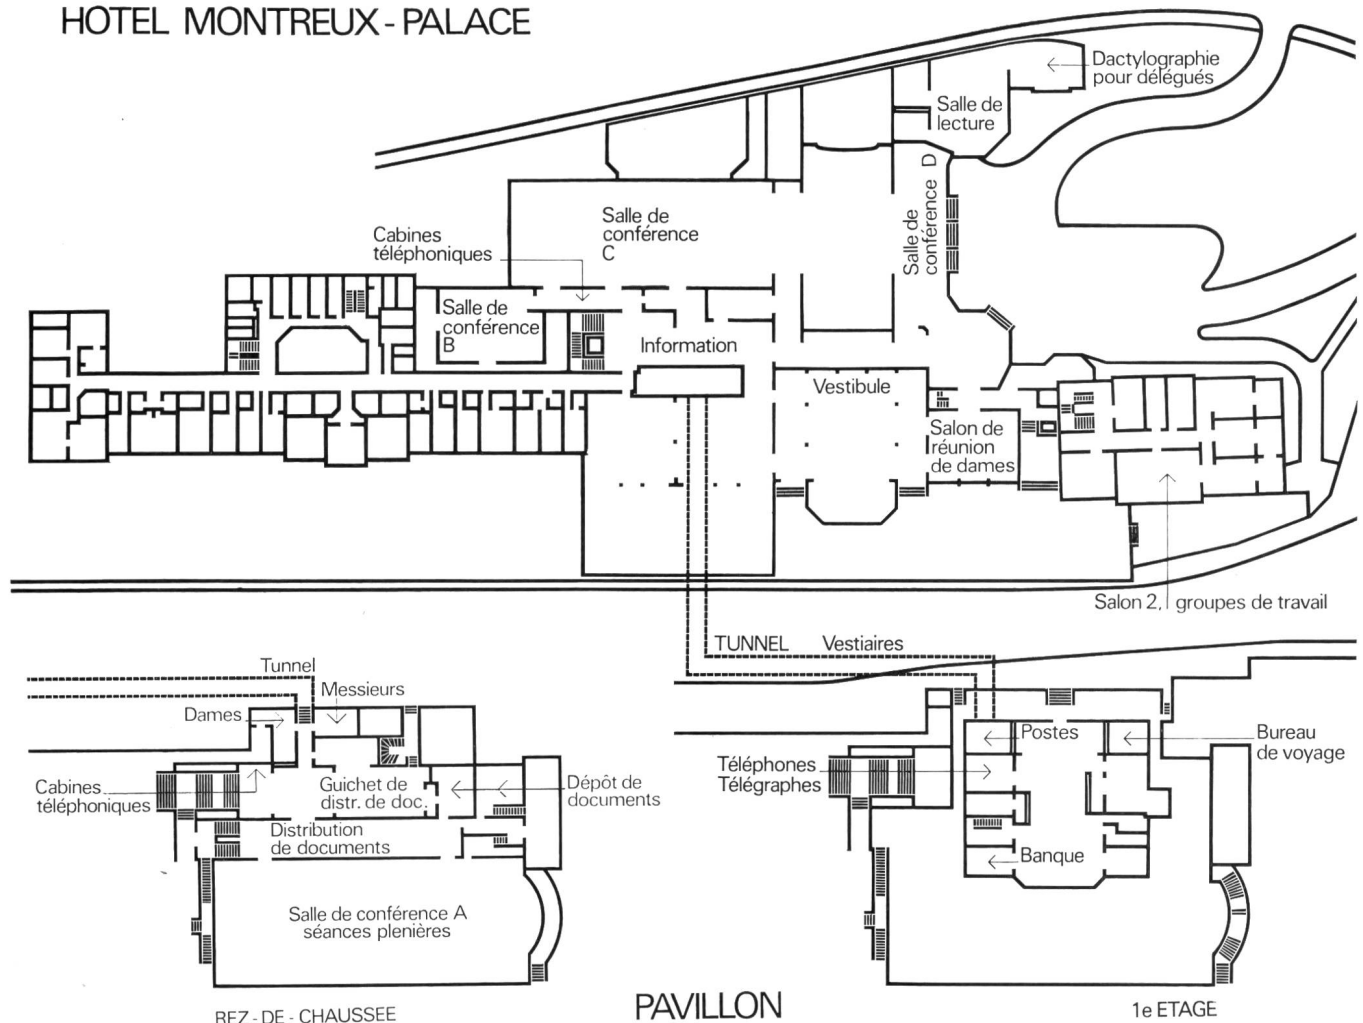 HOTEL MONTREUX - PALACE
Dactylographie
pour délégués
Salle de
lecture
Salle de
conférence D
Salle de
conférence
C
Cabines
téléphoniques
Salle de
conférence
B
Information
Vestibule
Salon de
réunion
de dames
Salon 2, groupes de travail
TUNNEL Vestiaires
Tunnel
Messieurs
Dames
Cabines
téléphoniques
Guichet de
distr. de doc.
Dépôt de
documents
Distribution
de documents
Salle de conférence A
séances plenières
REZ - DE - CHAUSSEE
Postes
Bureau
de voyage
Téléphones
Télégraphes
Banque
PAVILLON
1e ETAGE